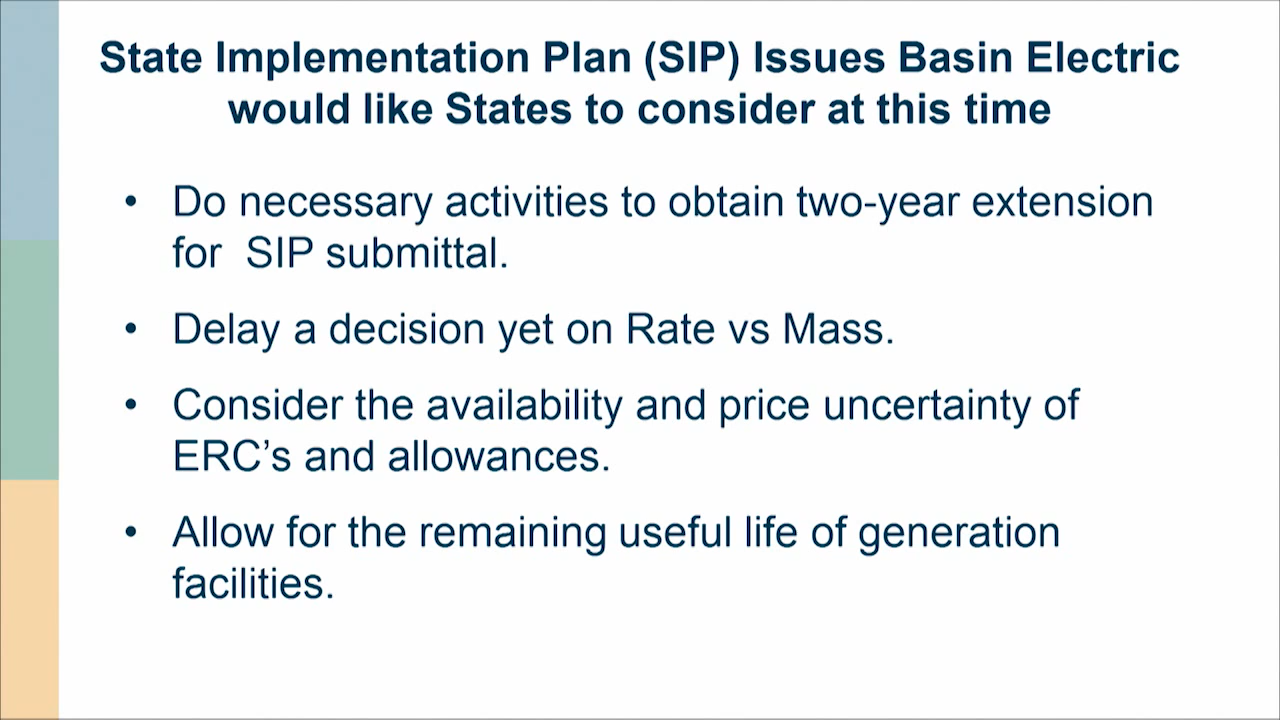 State Implementation Plan (SIP) Issues Basin Electric
would like States to consider at this time
• Do necessary activities to obtain two-year extension
for  SIP submittal.
• Delay a decision yet on Rate vs Mass.
• Consider the availability and price uncertainty of
ERC’s and allowances.
• Allow for the remaining useful life of generation
facilities.